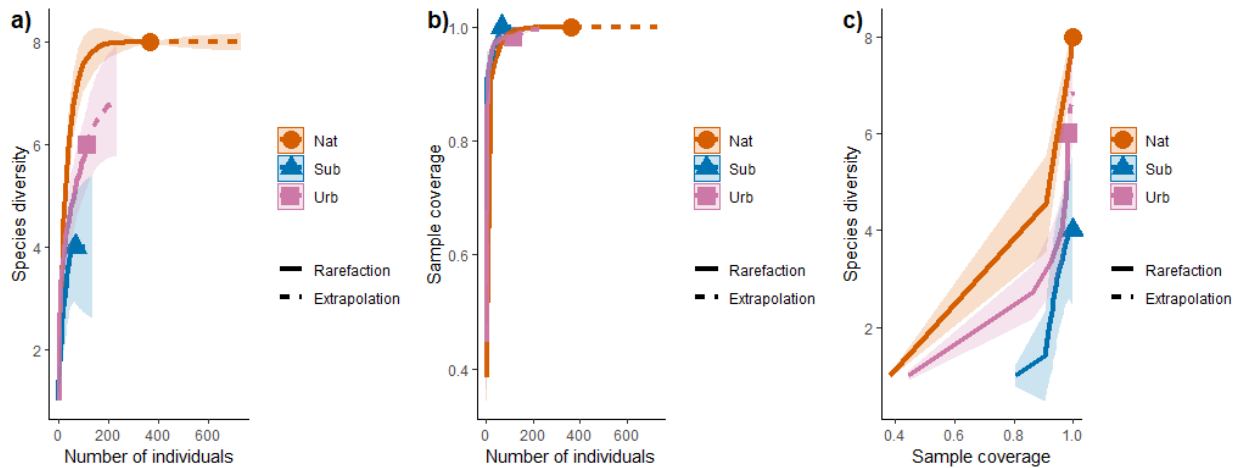 a)
Species diversity
8
6
4
2
0 200 400 600
Number of individuals
Nat
Sub
Urb
Rarefaction
Extrapolation
b)
Sample coverage
1.0
0.8
0.6
0.4
0 200 400 600
Number of individuals
Nat
Sub
Urb
Rarefaction
Extrapolation
c)
Species diversity
8
6
4
2
0.4 0.6 0.8 1.0
Sample coverage
Nat
Sub
Urb
Rarefaction
Extrapolation